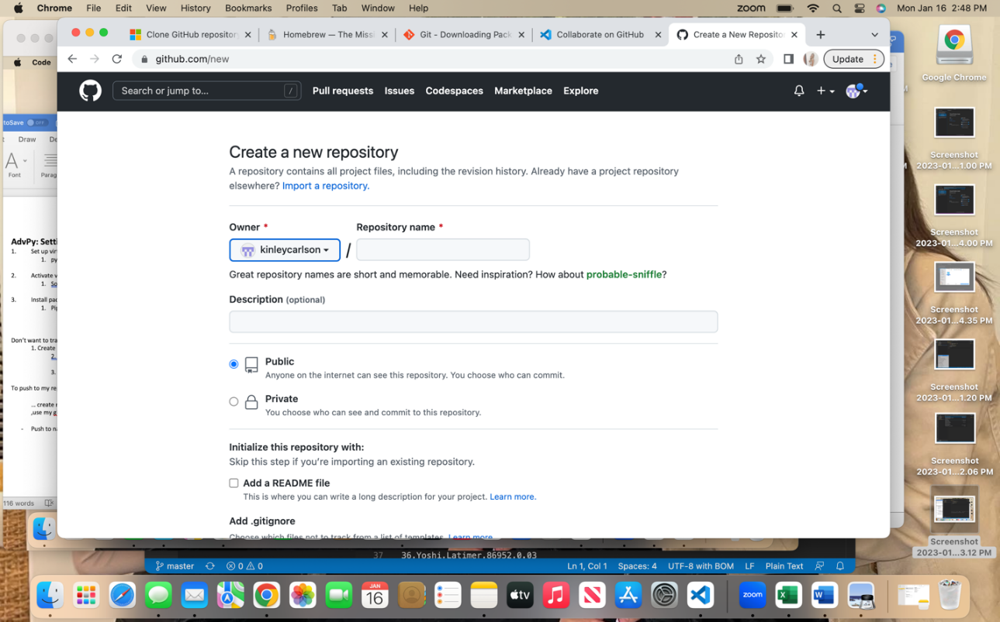 Chrome File Edit View History Bookmarks Profiles Tab Window Help zoom Mon Jan 16 2:48 PM
Clone GitHub repository Homebrew — The Missi Git - Downloading Pack Collaborate on GitHub Create a New Reposito
Code
github.com/new Update
Google Chrome
Search or jump to... / Pull requests Issues Codespaces Marketplace Explore
toSave OFF
Draw De
Font Parag
Create a new repository
A repository contains all project files, including the revision history. Already have a project repository
elsewhere? Import a repository.
Owner * Repository name *
kinleycarlson /
Great repository names are short and memorable. Need inspiration? How about probable-sniffle?
Description (optional)
Public
Anyone on the internet can see this repository. You choose who can commit.
Private
You choose who can see and commit to this repository.
Initialize this repository with:
Skip this step if you're importing an existing repository.
Add a README file
This is where you can write a long description for your project. Learn more.
Add .gitignore
Choose which files not to track from a list of templates. Learn more.
AdvPy: Setti
1. Set up vir
1. py
2. Activate v
1. So
3. Install pac
1. Pip
Don't want to tra
1. Create
2.
3.
To push to my re
... create r
,use my g
- Push to na
116 words
Screenshot
2023-01...1.00 PM
Screenshot
2023-01...4.00 PM
Screenshot
2023-01...4.35 PM
Screenshot
2023-01...1.20 PM
Screenshot
2023-01...2.06 PM
Screenshot
2023-01...3.12 PM
37 36.Yoshi.Latimer.86952.0.03
master 0 0 Ln 1, Col 1 Spaces: 4 UTF-8 with BOM LF Plain Text
JAN
16
tv
zoom